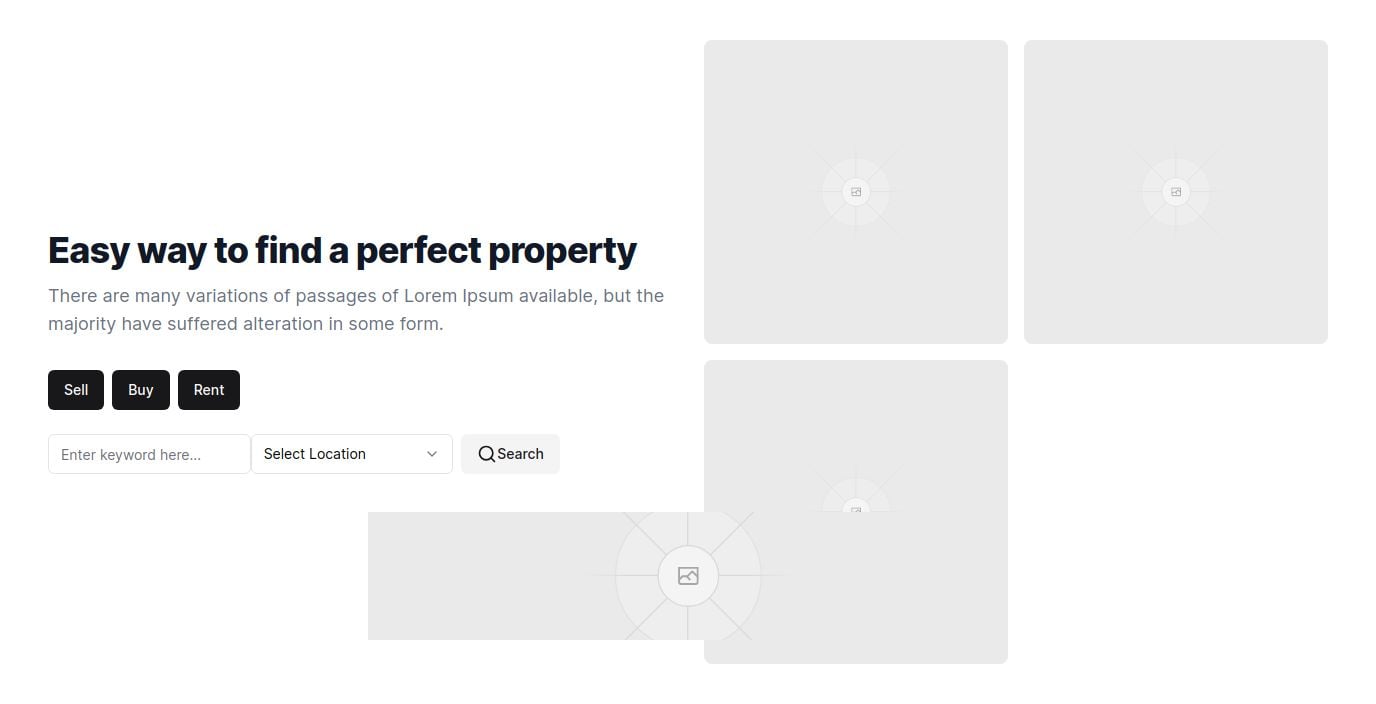 Easy way to find a perfect property
There are many variations of passages of Lorem Ipsum available, but the
majority have suffered alteration in some form.
Sell Buy Rent
Enter keyword here... Select Location Search